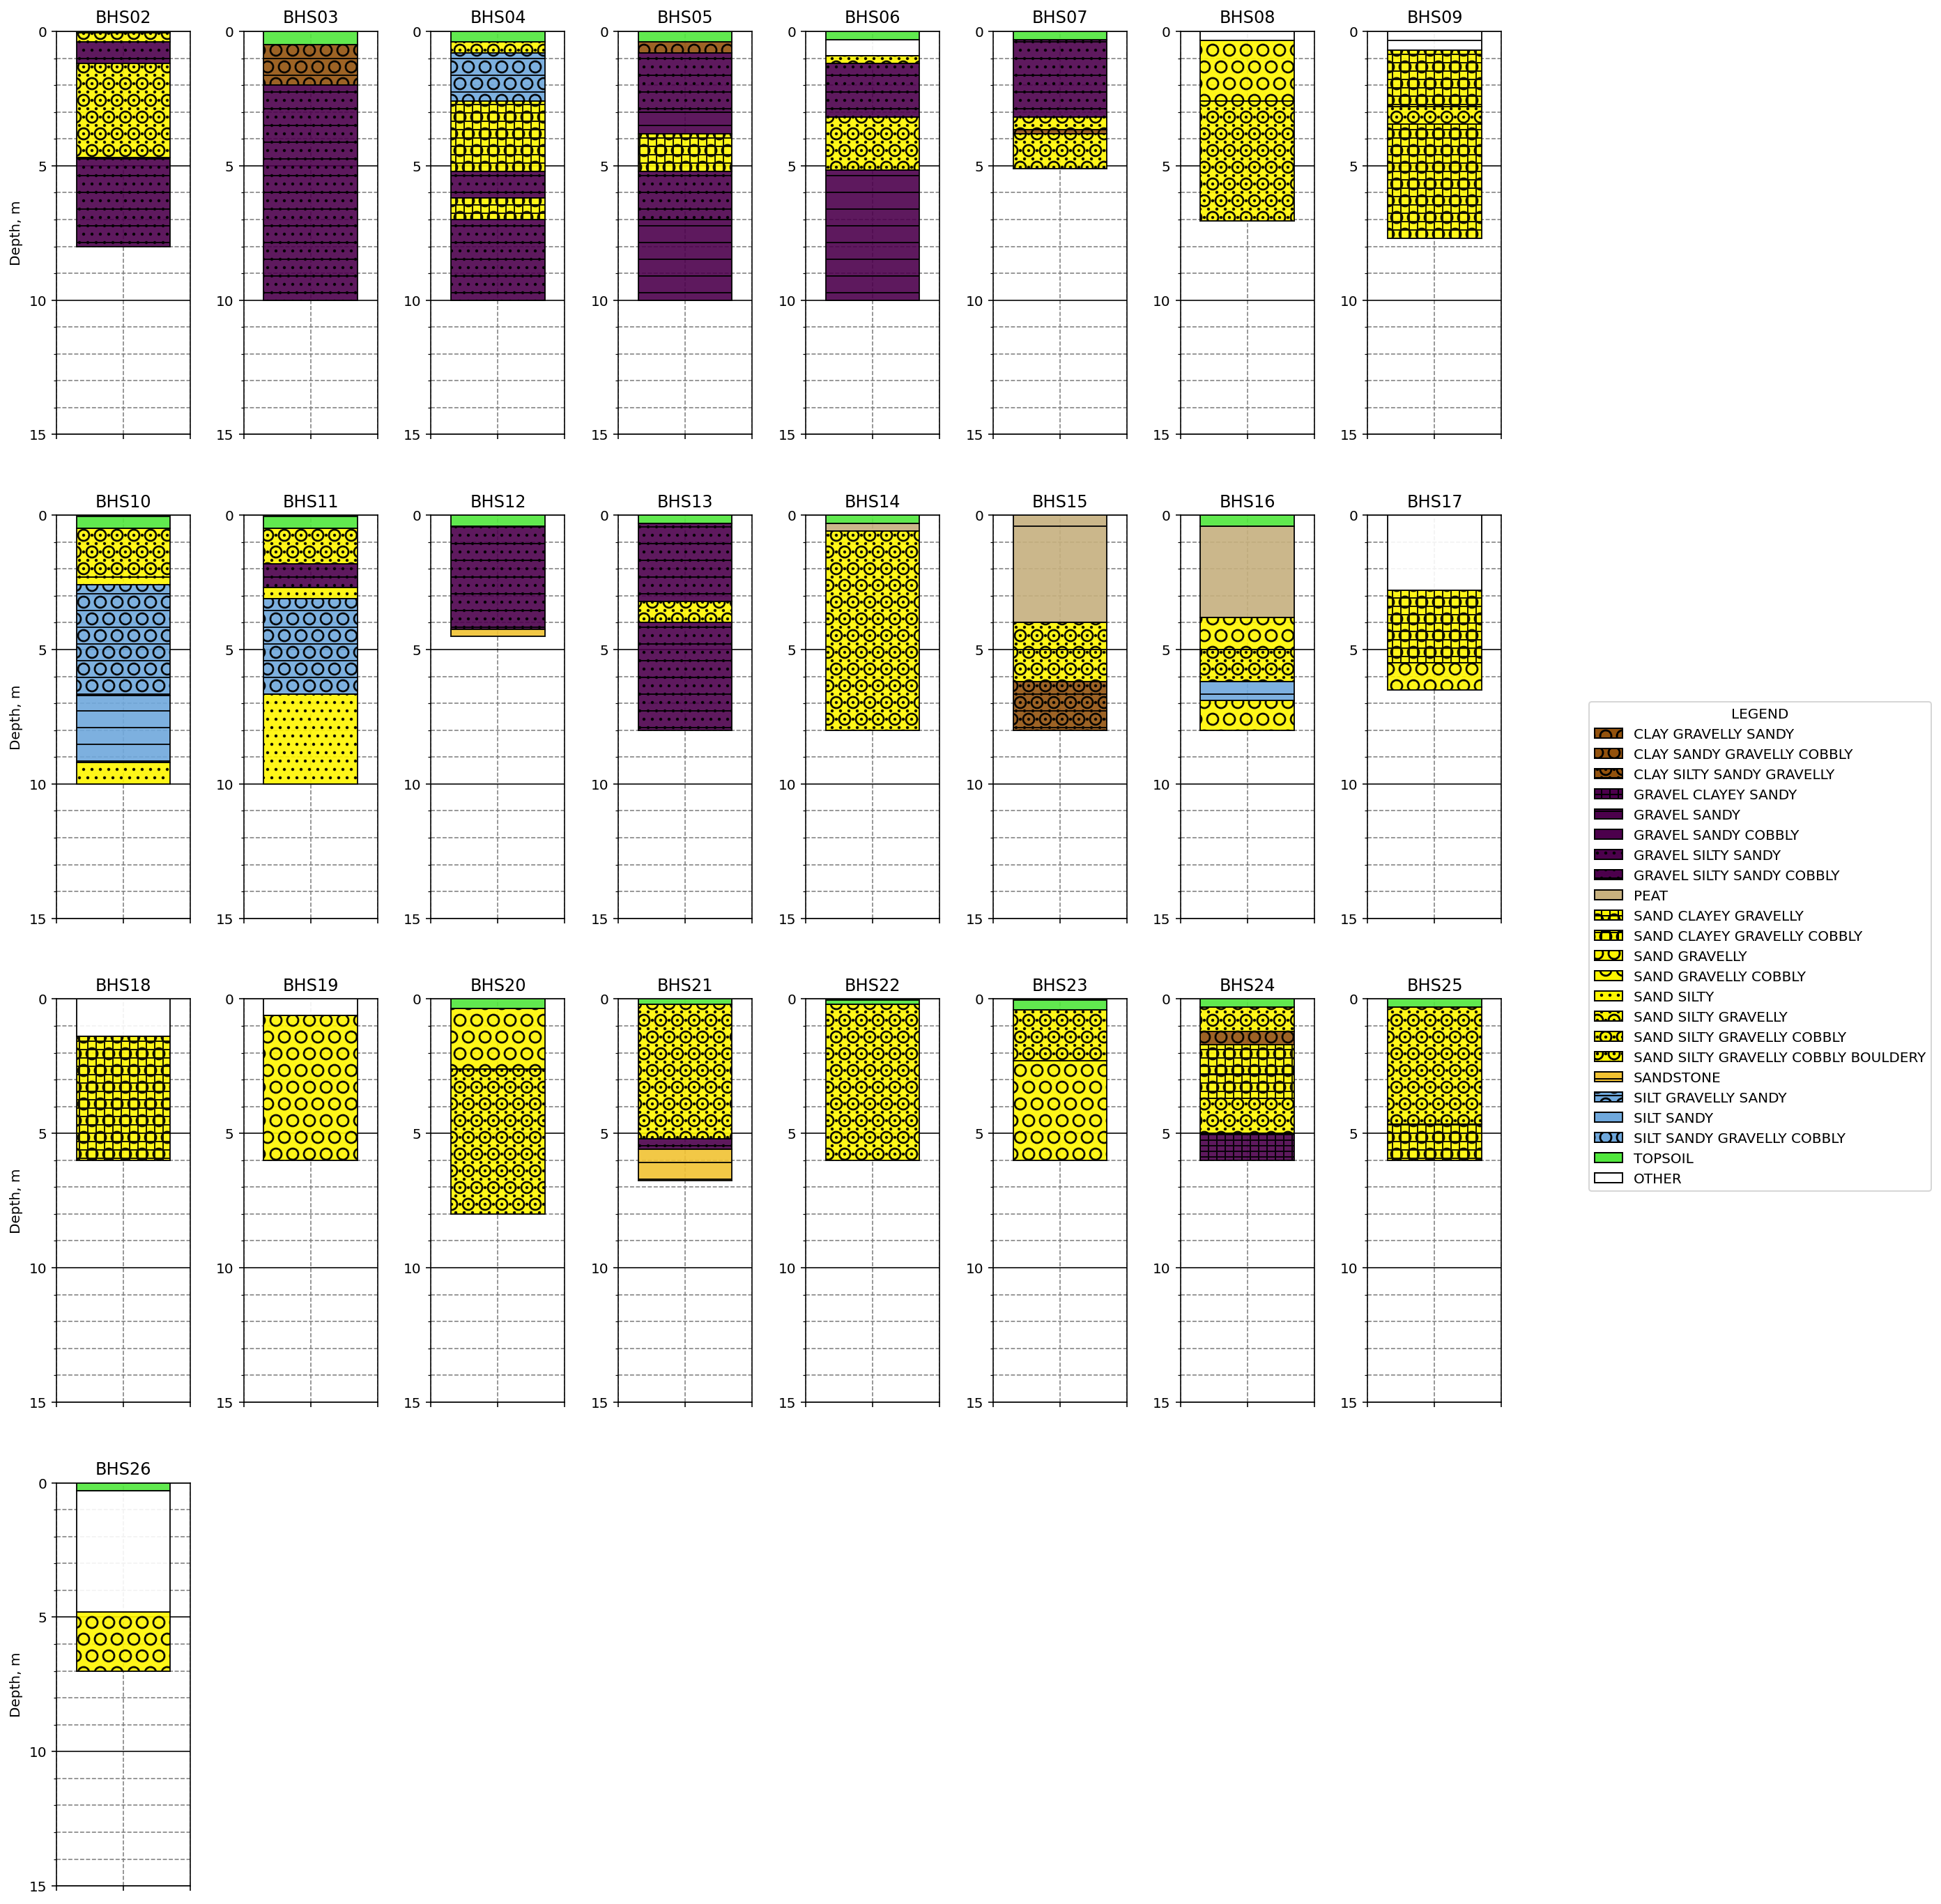 BHS02 BHS03 BHS04 BHS05 BHS06 BHS07 BHS08 BHS09
0 0 0 0 0 0 0 0
5 5 5 5 5 5 5 5
Depth, m
10 10 10 10 10 10 10 10
15 15 15 15 15 15 15 15
BHS10 BHS11 BHS12 BHS13 BHS14 BHS15 BHS16 BHS17
0 0 0 0 0 0 0 0
5 5 5 5 5 5 5 5
Depth, m
10 10 10 10 10 10 10 10
15 15 15 15 15 15 15 15
BHS18 BHS19 BHS20 BHS21 BHS22 BHS23 BHS24 BHS25
0 0 0 0 0 0 0 0
5 5 5 5 5 5 5 5
Depth, m
10 10 10 10 10 10 10 10
15 15 15 15 15 15 15 15
BHS26
0
5
Depth, m
10
15
LEGEND
CLAY GRAVELLY SANDY
CLAY SANDY GRAVELLY COBBLY
CLAY SILTY SANDY GRAVELLY
GRAVEL CLAYEY SANDY
GRAVEL SANDY
GRAVEL SANDY COBBLY
GRAVEL SILTY SANDY
GRAVEL SILTY SANDY COBBLY
PEAT
SAND CLAYEY GRAVELLY
SAND CLAYEY GRAVELLY COBBLY
SAND GRAVELLY
SAND GRAVELLY COBBLY
SAND SILTY
SAND SILTY GRAVELLY
SAND SILTY GRAVELLY COBBLY
SAND SILTY GRAVELLY COBBLY BOULDERY
SANDSTONE
SILT GRAVELLY SANDY
SILT SANDY
SILT SANDY GRAVELLY COBBLY
TOPSOIL
OTHER